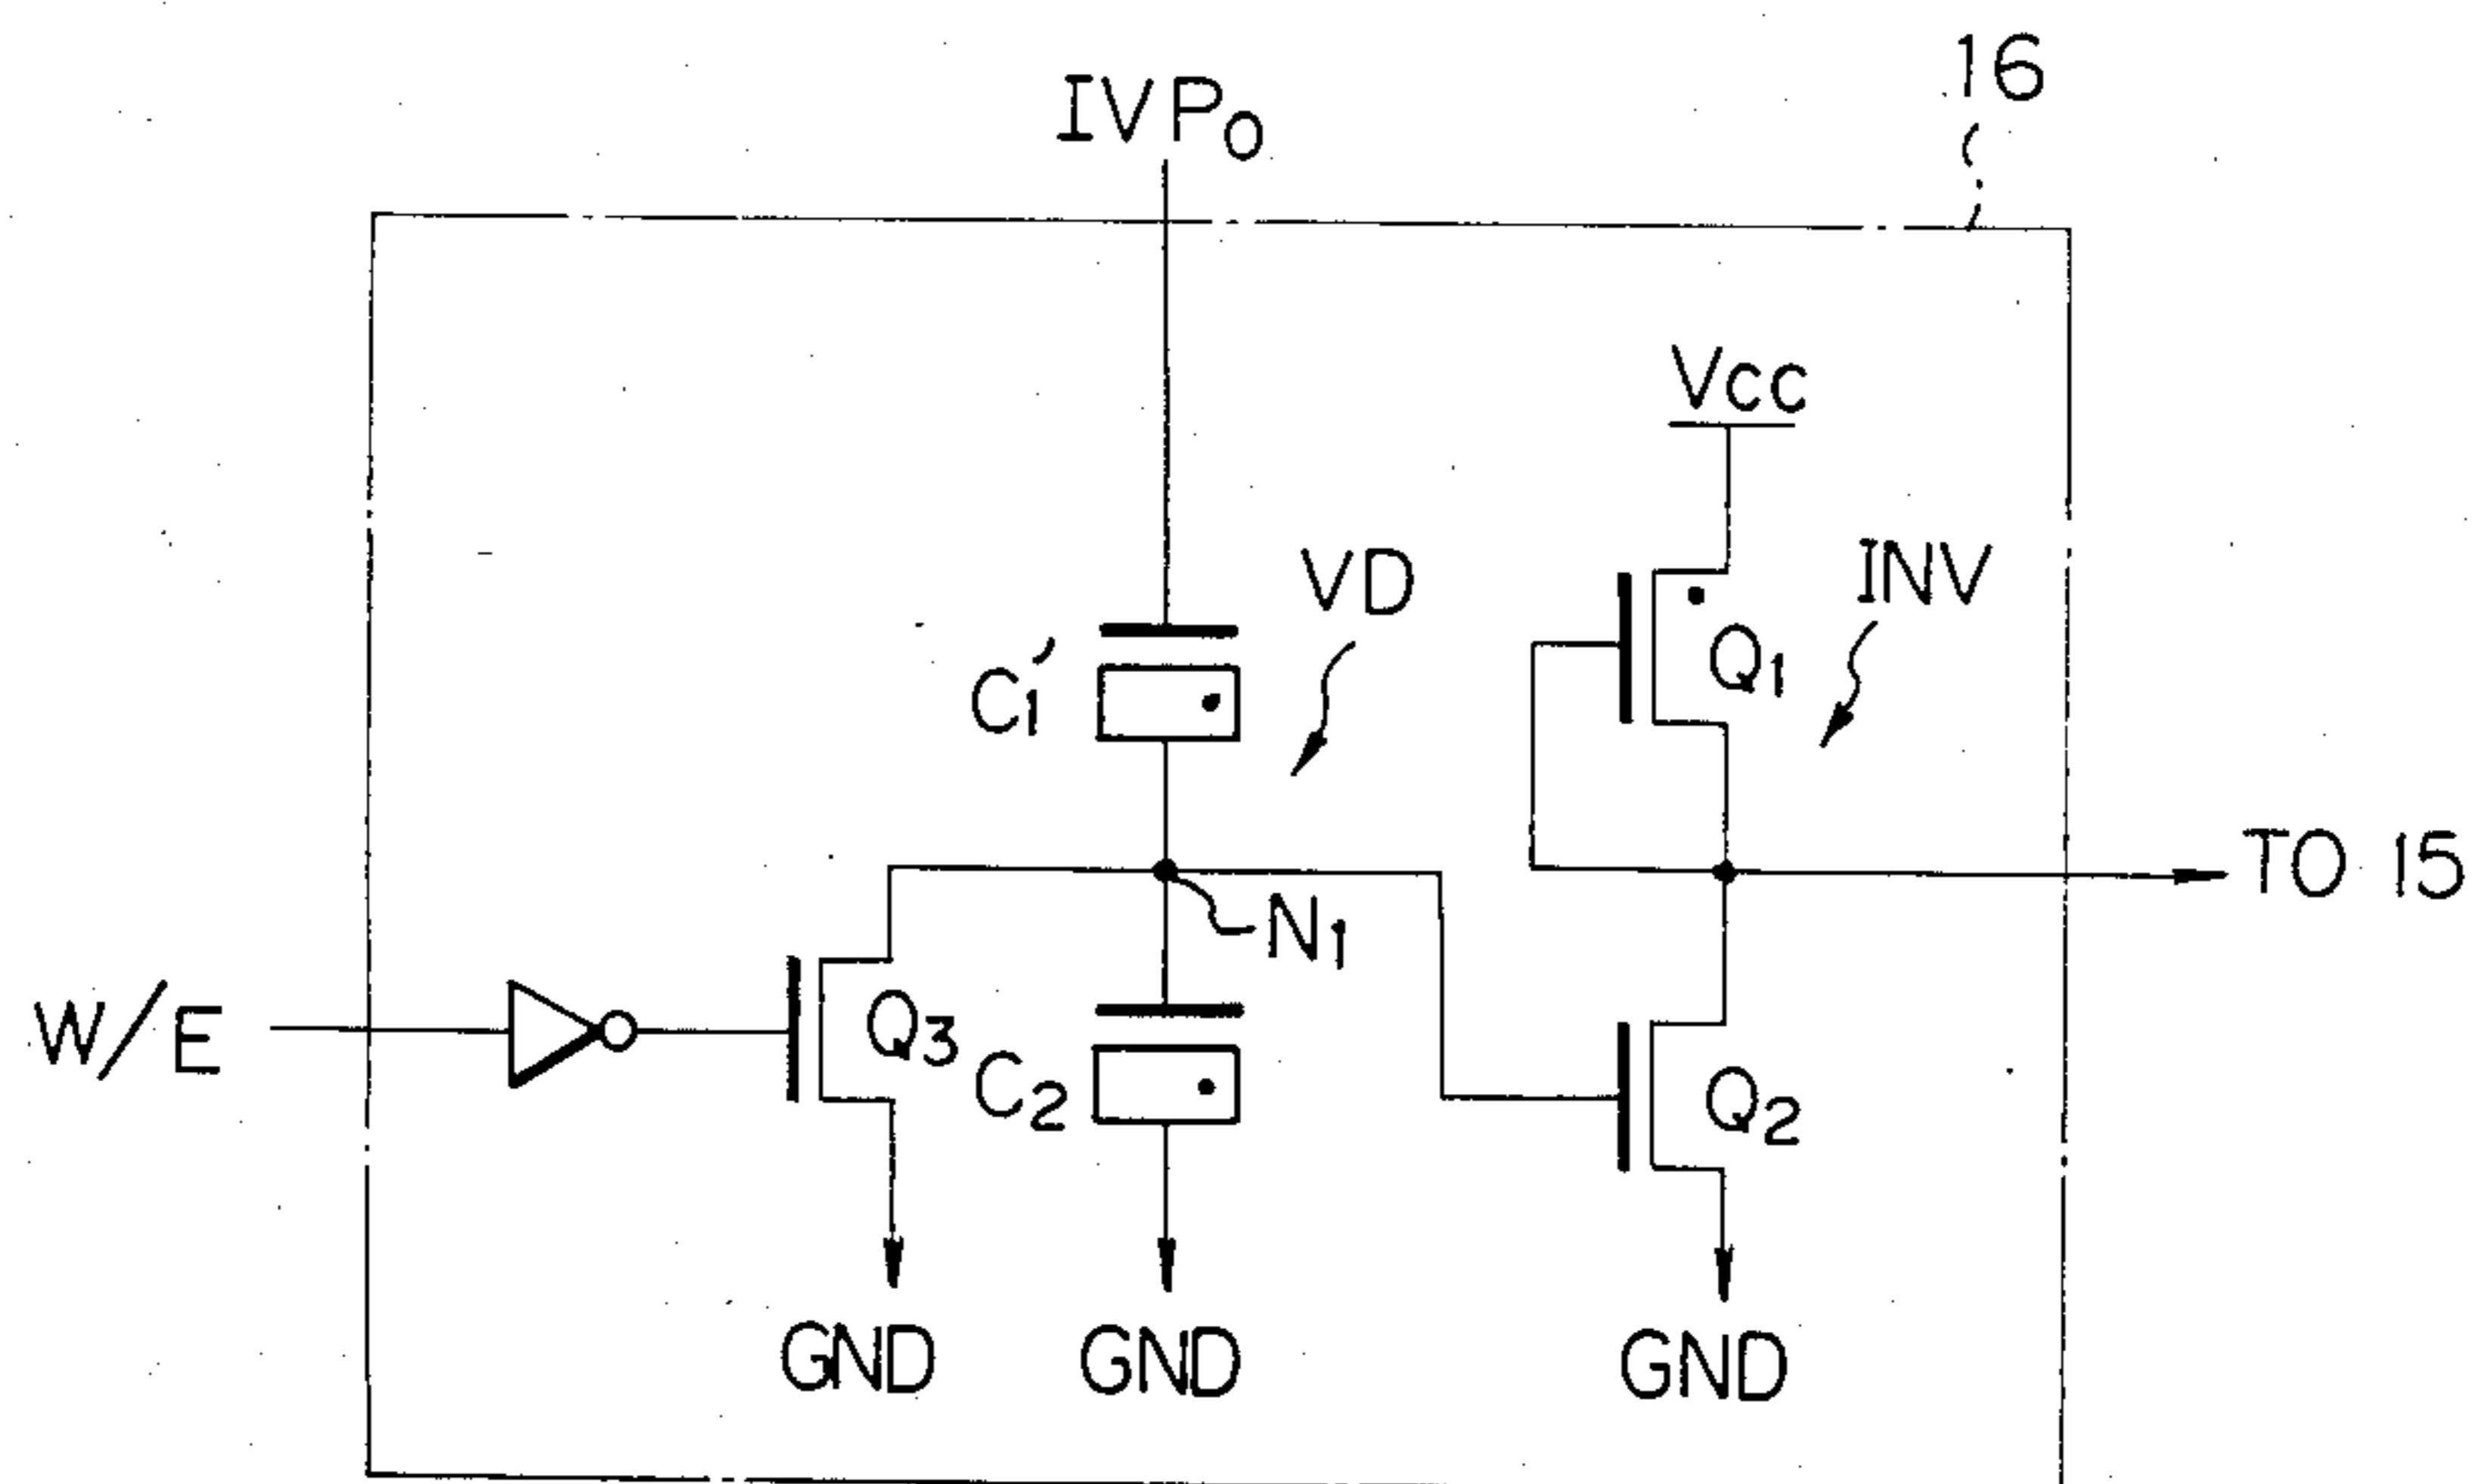 16
IVP0
Vcc
VD
INV
C1'
Q1
TO 15
N1
W/E
Q3
C2
Q2
GND
GND
GND